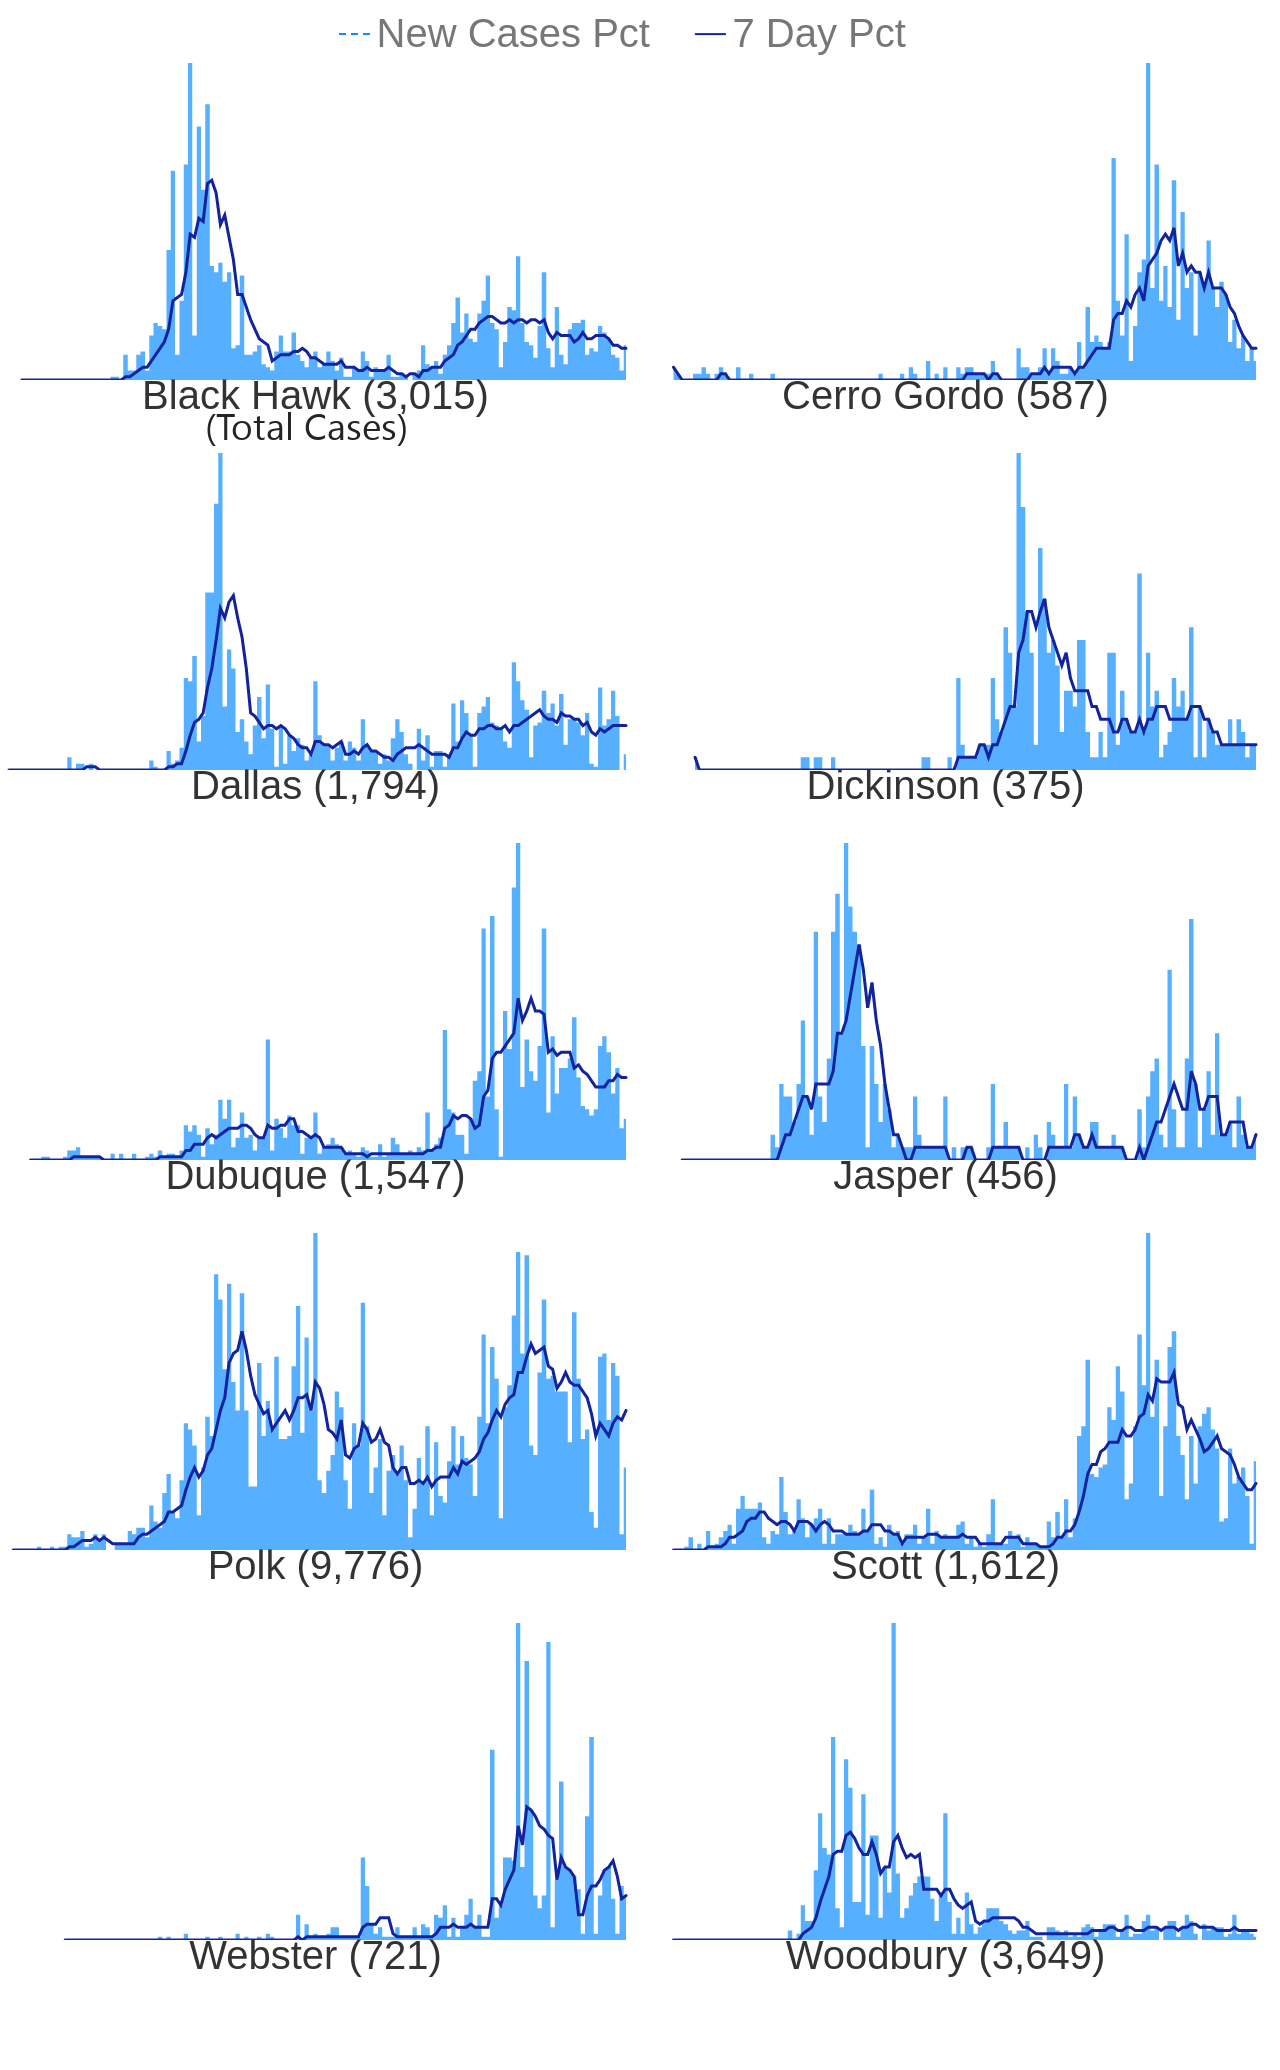 New Cases Pct 7 Day Pct
Black Hawk (3,015) Cerro Gordo (587)
(Total Cases)
Dallas (1,794) Dickinson (375)
Dubuque (1,547) Jasper (456)
Polk (9,776) Scott (1,612)
Webster (721) Woodbury (3,649)